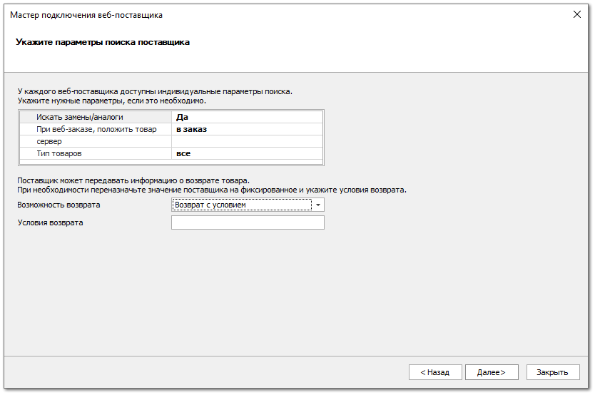 Мастер подключения веб-поставщика
Укажите параметры поиска поставщика
У каждого веб-поставщика доступны индивидуальные параметры поиска.
Укажите нужные параметры, если это необходимо.
Искать замены/аналоги Да
При веб-заказе, положить товар в заказ
сервер
Тип товаров все
Поставщик может передавать информацию о возврате товара.
При необходимости переназначьте значение поставщика на фиксированное и укажите условия возврата.
Возможность возврата Возврат с условием
Условия возврата
< Назад Далее > Закрыть